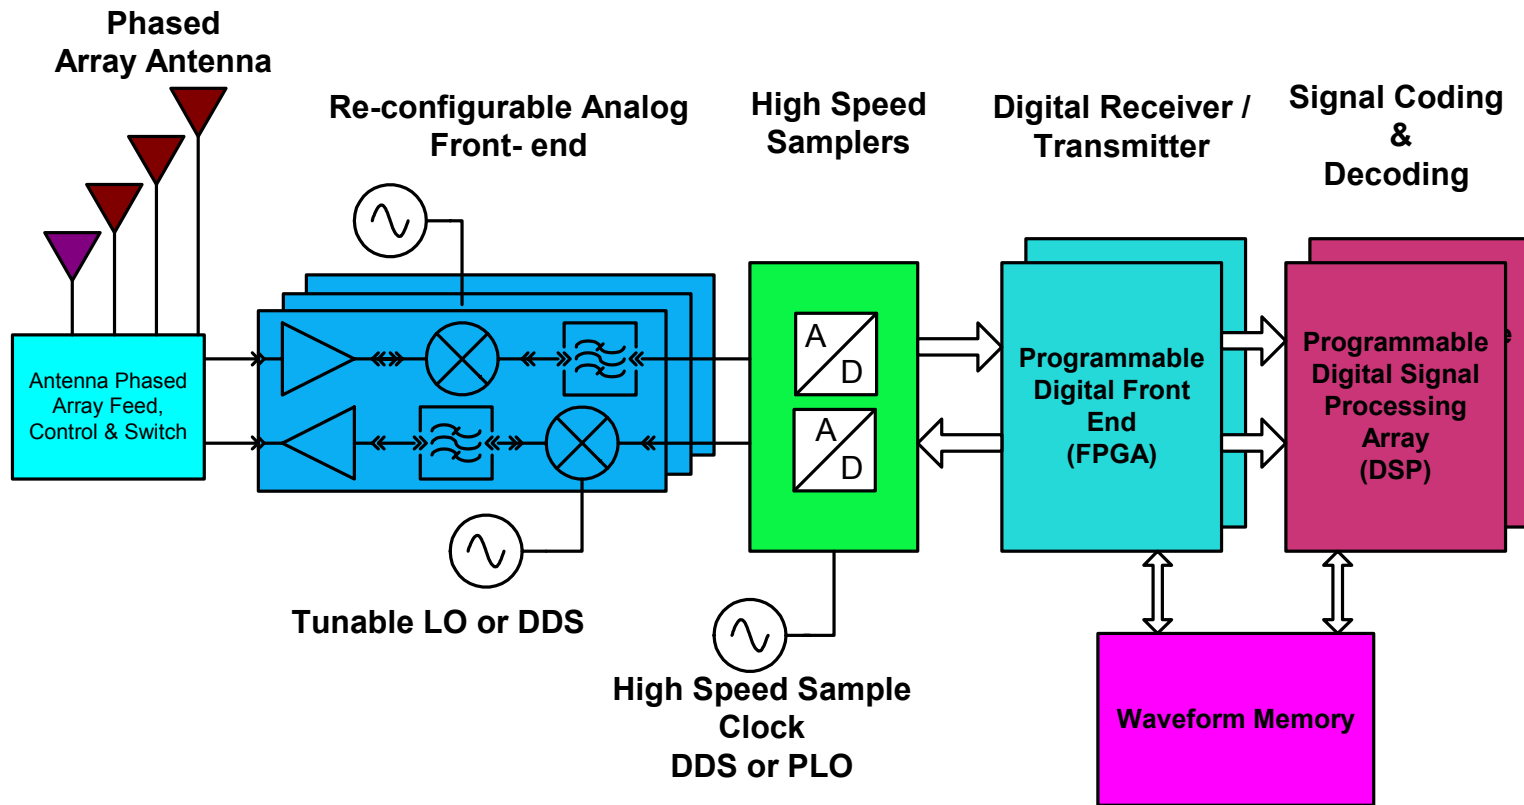 Phased
Array Antenna
Re-configurable Analog
Front- end
High Speed
Samplers
Digital Receiver /
Transmitter
Signal Coding
&
Decoding
Antenna Phased
Array Feed,
Control & Switch
A
D
A
D
Programmable
Digital Front
End
(FPGA)
Programmable
Digital Signal
Processing
Array
(DSP)
e
Tunable LO or DDS
High Speed Sample
Clock
DDS or PLO
Waveform Memory